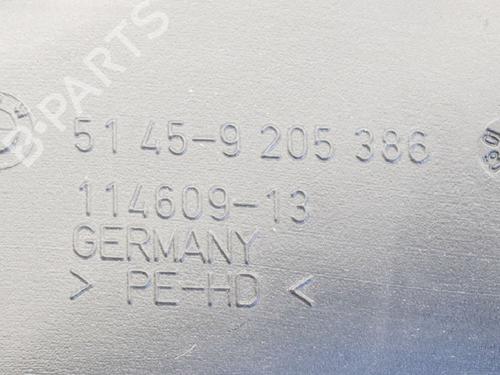 B-PARTS
51 45-9 205 386
114609-13
GERMANY
> PE-HD <